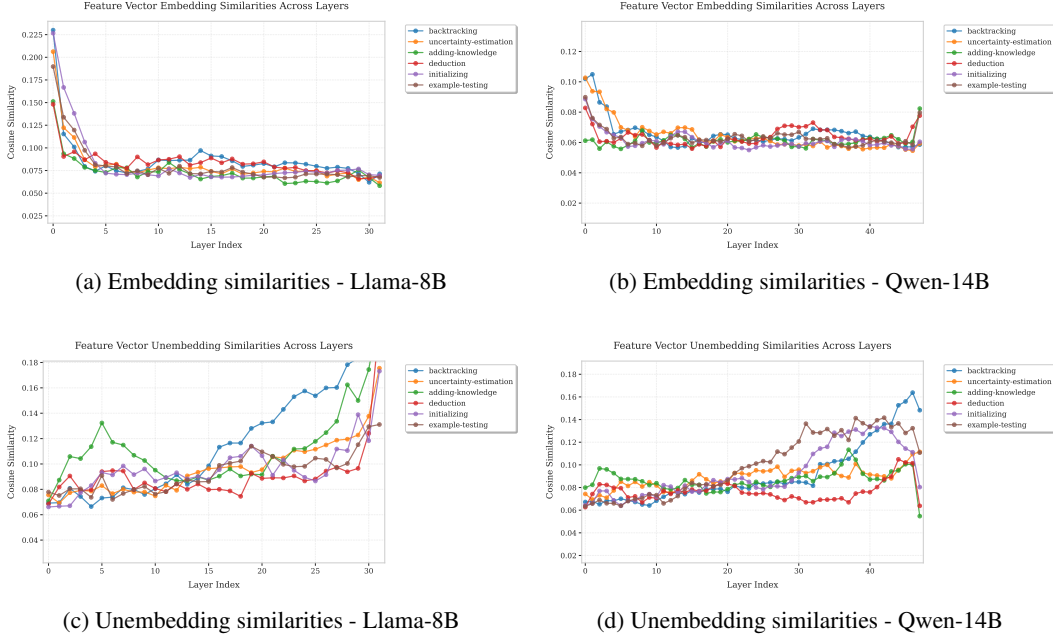 Feature Vector Embedding Similarities Across Layers
Cosine Similarity
0.225
0.200
0.175
0.150
0.125
0.100
0.075
0.050
0.025
0
5
10
15
20
25
30
Layer Index
backtracking
uncertainty-estimation
adding-knowledge
deduction
initializing
example-testing
(a) Embedding similarities - Llama-8B
Feature Vector Embedding Similarities Across Layers
Cosine Similarity
0.12
0.10
0.08
0.06
0.04
0.02
0
10
20
30
40
Layer Index
backtracking
uncertainty-estimation
adding-knowledge
deduction
initializing
example-testing
(b) Embedding similarities - Qwen-14B
Feature Vector Unembedding Similarities Across Layers
Cosine Similarity
0.18
0.16
0.14
0.12
0.10
0.08
0.06
0.04
0
5
10
15
20
25
30
Layer Index
backtracking
uncertainty-estimation
adding-knowledge
deduction
initializing
example-testing
(c) Unembedding similarities - Llama-8B
Feature Vector Unembedding Similarities Across Layers
Cosine Similarity
0.18
0.16
0.14
0.12
0.10
0.08
0.06
0.04
0.02
0
10
20
30
40
Layer Index
backtracking
uncertainty-estimation
adding-knowledge
deduction
initializing
example-testing
(d) Unembedding similarities - Qwen-14B